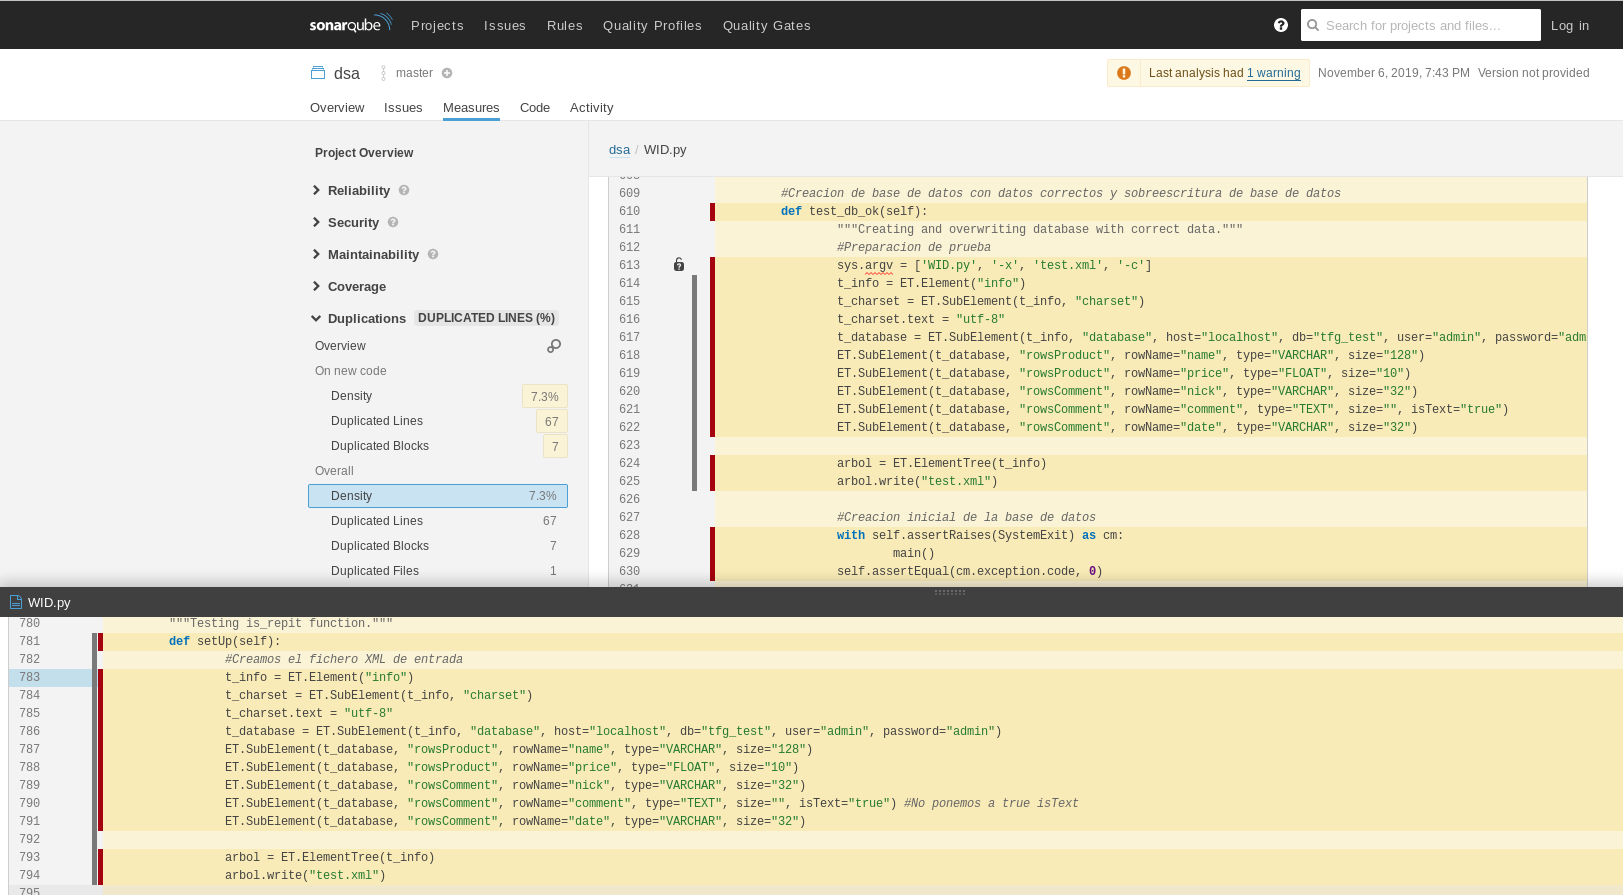 sonarqube Projects Issues Rules Quality Profiles Quality Gates Search for projects and files... Log in
dsa master Last analysis had 1 warning November 6, 2019, 7:43 PM Version not provided
Overview Issues Measures Code Activity
Project Overview
Reliability
Security
Maintainability
Coverage
Duplications DUPLICATED LINES (%)
Overview
On new code
Density 7.3%
Duplicated Lines 67
Duplicated Blocks 7
Overall
Density 7.3%
Duplicated Lines 67
Duplicated Blocks 7
Duplicated Files 1
dsa / WID.py
609 #Creacion de base de datos con datos correctos y sobreescritura de base de datos
610 def test_db_ok(self):
611 """Creating and overwriting database with correct data."""
612 #Preparacion de prueba
613 sys.argv = ['WID.py', '-x', 'test.xml', '-c']
614 t_info = ET.Element("info")
615 t_charset = ET.SubElement(t_info, "charset")
616 t_charset.text = "utf-8"
617 t_database = ET.SubElement(t_info, "database", host="localhost", db="tfg_test", user="admin", password="adm
618 ET.SubElement(t_database, "rowsProduct", rowName="name", type="VARCHAR", size="128")
619 ET.SubElement(t_database, "rowsProduct", rowName="price", type="FLOAT", size="10")
620 ET.SubElement(t_database, "rowsComment", rowName="nick", type="VARCHAR", size="32")
621 ET.SubElement(t_database, "rowsComment", rowName="comment", type="TEXT", size="", isText="true")
622 ET.SubElement(t_database, "rowsComment", rowName="date", type="VARCHAR", size="32")
623
624 arbol = ET.ElementTree(t_info)
625 arbol.write("test.xml")
626
627 #Creacion inicial de la base de datos
628 with self.assertRaises(SystemExit) as cm:
629 main()
630 self.assertEqual(cm.exception.code, 0)
WID.py
780 """Testing is_repit function."""
781 def setUp(self):
782 #Creamos el fichero XML de entrada
783 t_info = ET.Element("info")
784 t_charset = ET.SubElement(t_info, "charset")
785 t_charset.text = "utf-8"
786 t_database = ET.SubElement(t_info, "database", host="localhost", db="tfg_test", user="admin", password="admin")
787 ET.SubElement(t_database, "rowsProduct", rowName="name", type="VARCHAR", size="128")
788 ET.SubElement(t_database, "rowsProduct", rowName="price", type="FLOAT", size="10")
789 ET.SubElement(t_database, "rowsComment", rowName="nick", type="VARCHAR", size="32")
790 ET.SubElement(t_database, "rowsComment", rowName="comment", type="TEXT", size="", isText="true") #No ponemos a true isText
791 ET.SubElement(t_database, "rowsComment", rowName="date", type="VARCHAR", size="32")
792
793 arbol = ET.ElementTree(t_info)
794 arbol.write("test.xml")
795